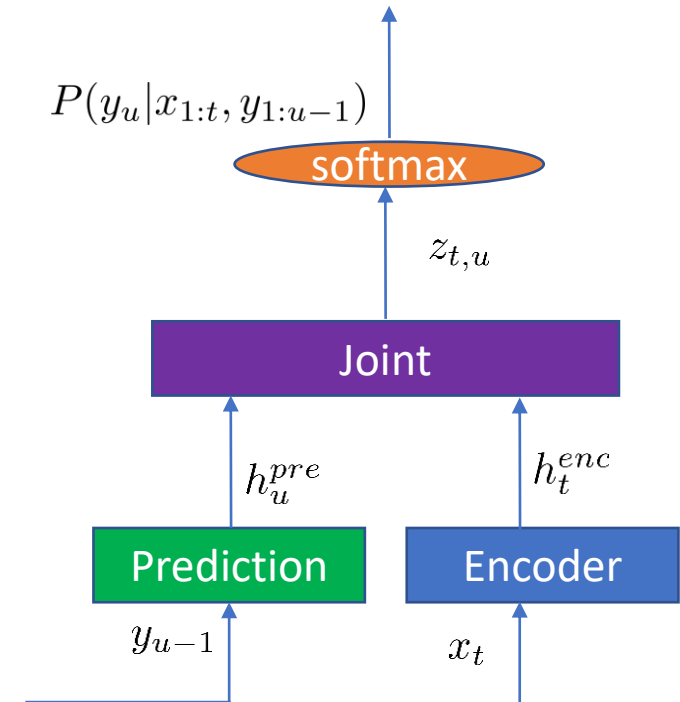 P(y_u|x_{1:t}, y_{1:u-1})
softmax
z_{t,u}
Joint
h_u^{pre} h_t^{enc}
Prediction Encoder
y_{u-1} x_t